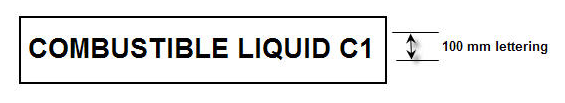 COMBUSTIBLE LIQUID C1
100 mm lettering